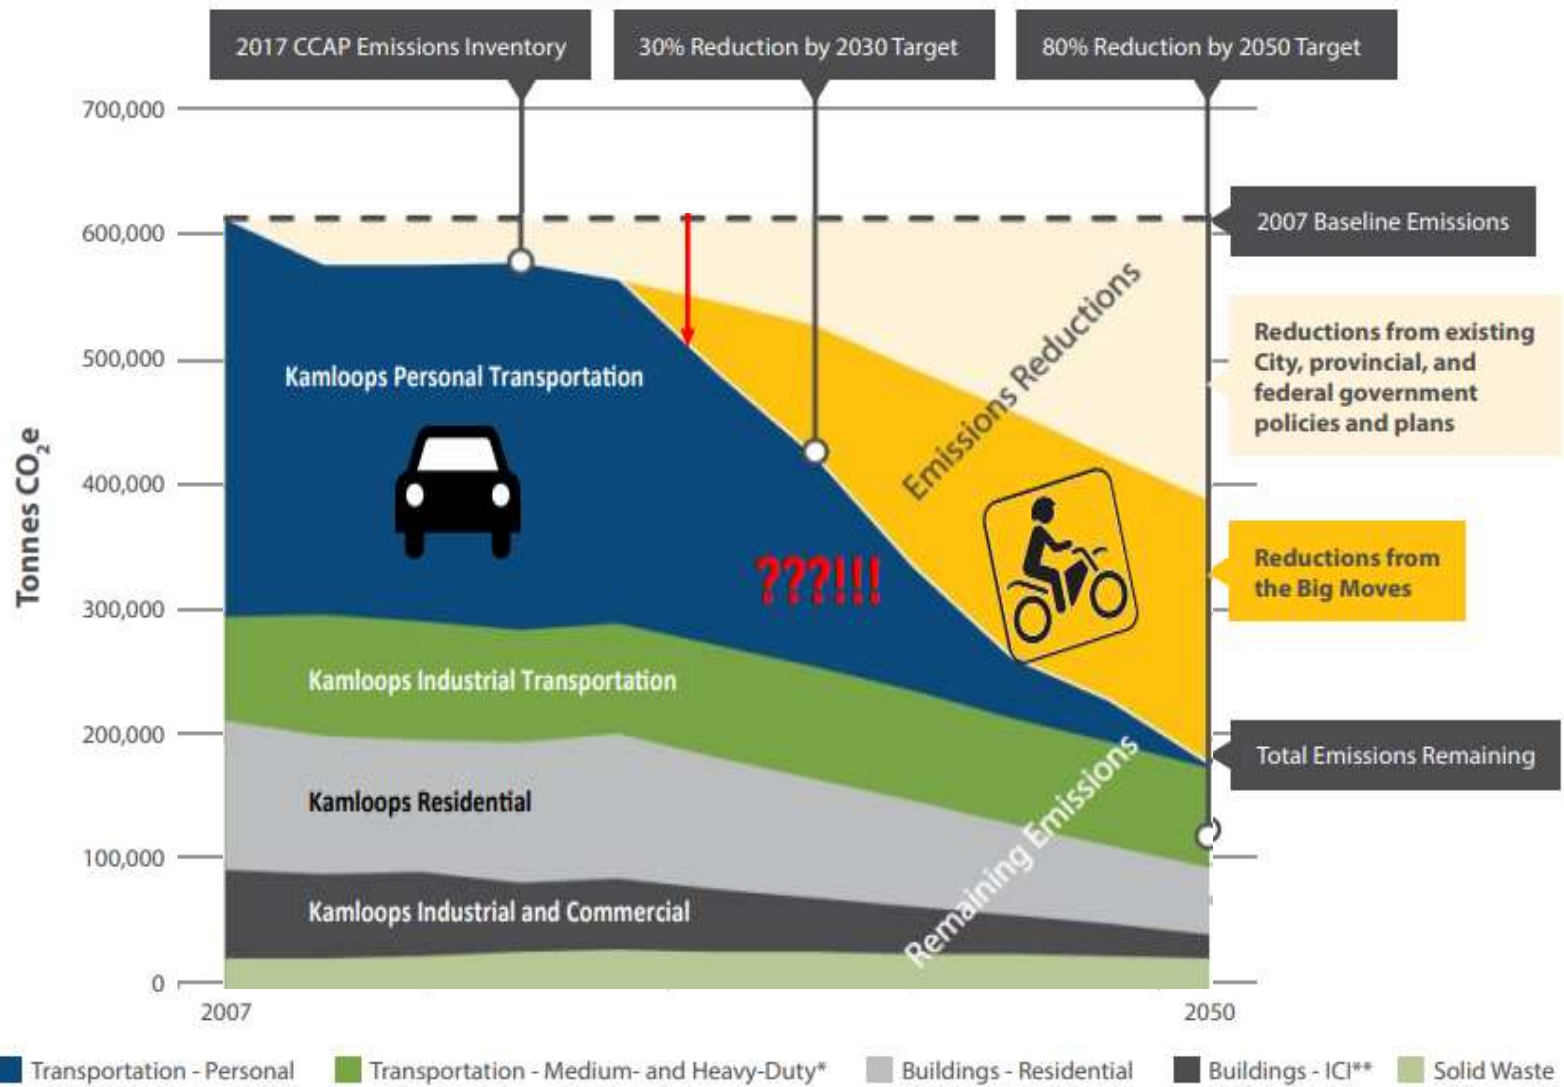 2017 CCAP Emissions Inventory
30% Reduction by 2030 Target
80% Reduction by 2050 Target
700,000
600,000
500,000
400,000
300,000
200,000
100,000
0
Tonnes CO₂e
2007 Baseline Emissions
Reductions from existing
City, provincial, and
federal government
policies and plans
Reductions from
the Big Moves
Total Emissions Remaining
Emissions Reductions
Remaining Emissions
Kamloops Personal Transportation
???!!!
Kamloops Industrial Transportation
Kamloops Residential
Kamloops Industrial and Commercial
2007
2050
Transportation - Personal
Transportation - Medium- and Heavy-Duty*
Buildings - Residential
Buildings - ICI**
Solid Waste